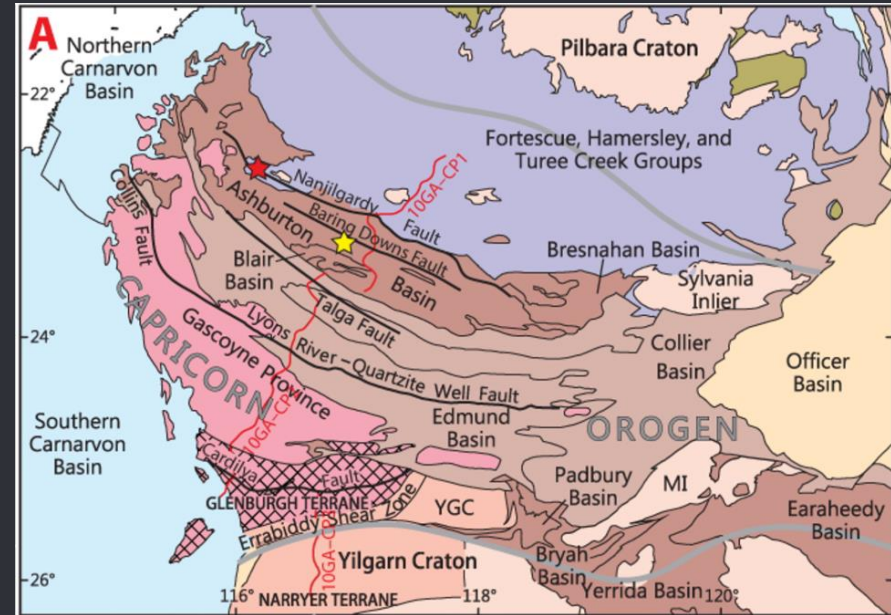 A
Northern
Carnarvon
Basin
Pilbara Craton
22°
Fortescue, Hamersley, and
Turee Creek Groups
Nanjilgardy
Fault
10GA–CP1
Collins Fault
Ashburton
Basin
Baring Downs Fault
Bresnahan Basin
Blair
Basin
Sylvania
Inlier
Talga Fault
24°
CAPRICORN
Gascoyne Province
Lyons River –Quartzite Well Fault
Collier
Basin
Officer
Basin
Edmund
Basin
OROGEN
10GA–CP
Southern
Carnarvon
Basin
Cardilya
Fault
GLENBURGH TERRANE
Errabiddy Shear Zone
YGC
Padbury
Basin
MI
Earaheedy
Basin
Yilgarn Craton
Bryah
Basin
Yerrida Basin
26°
116°
118°
120°
NARRYER TERRANE